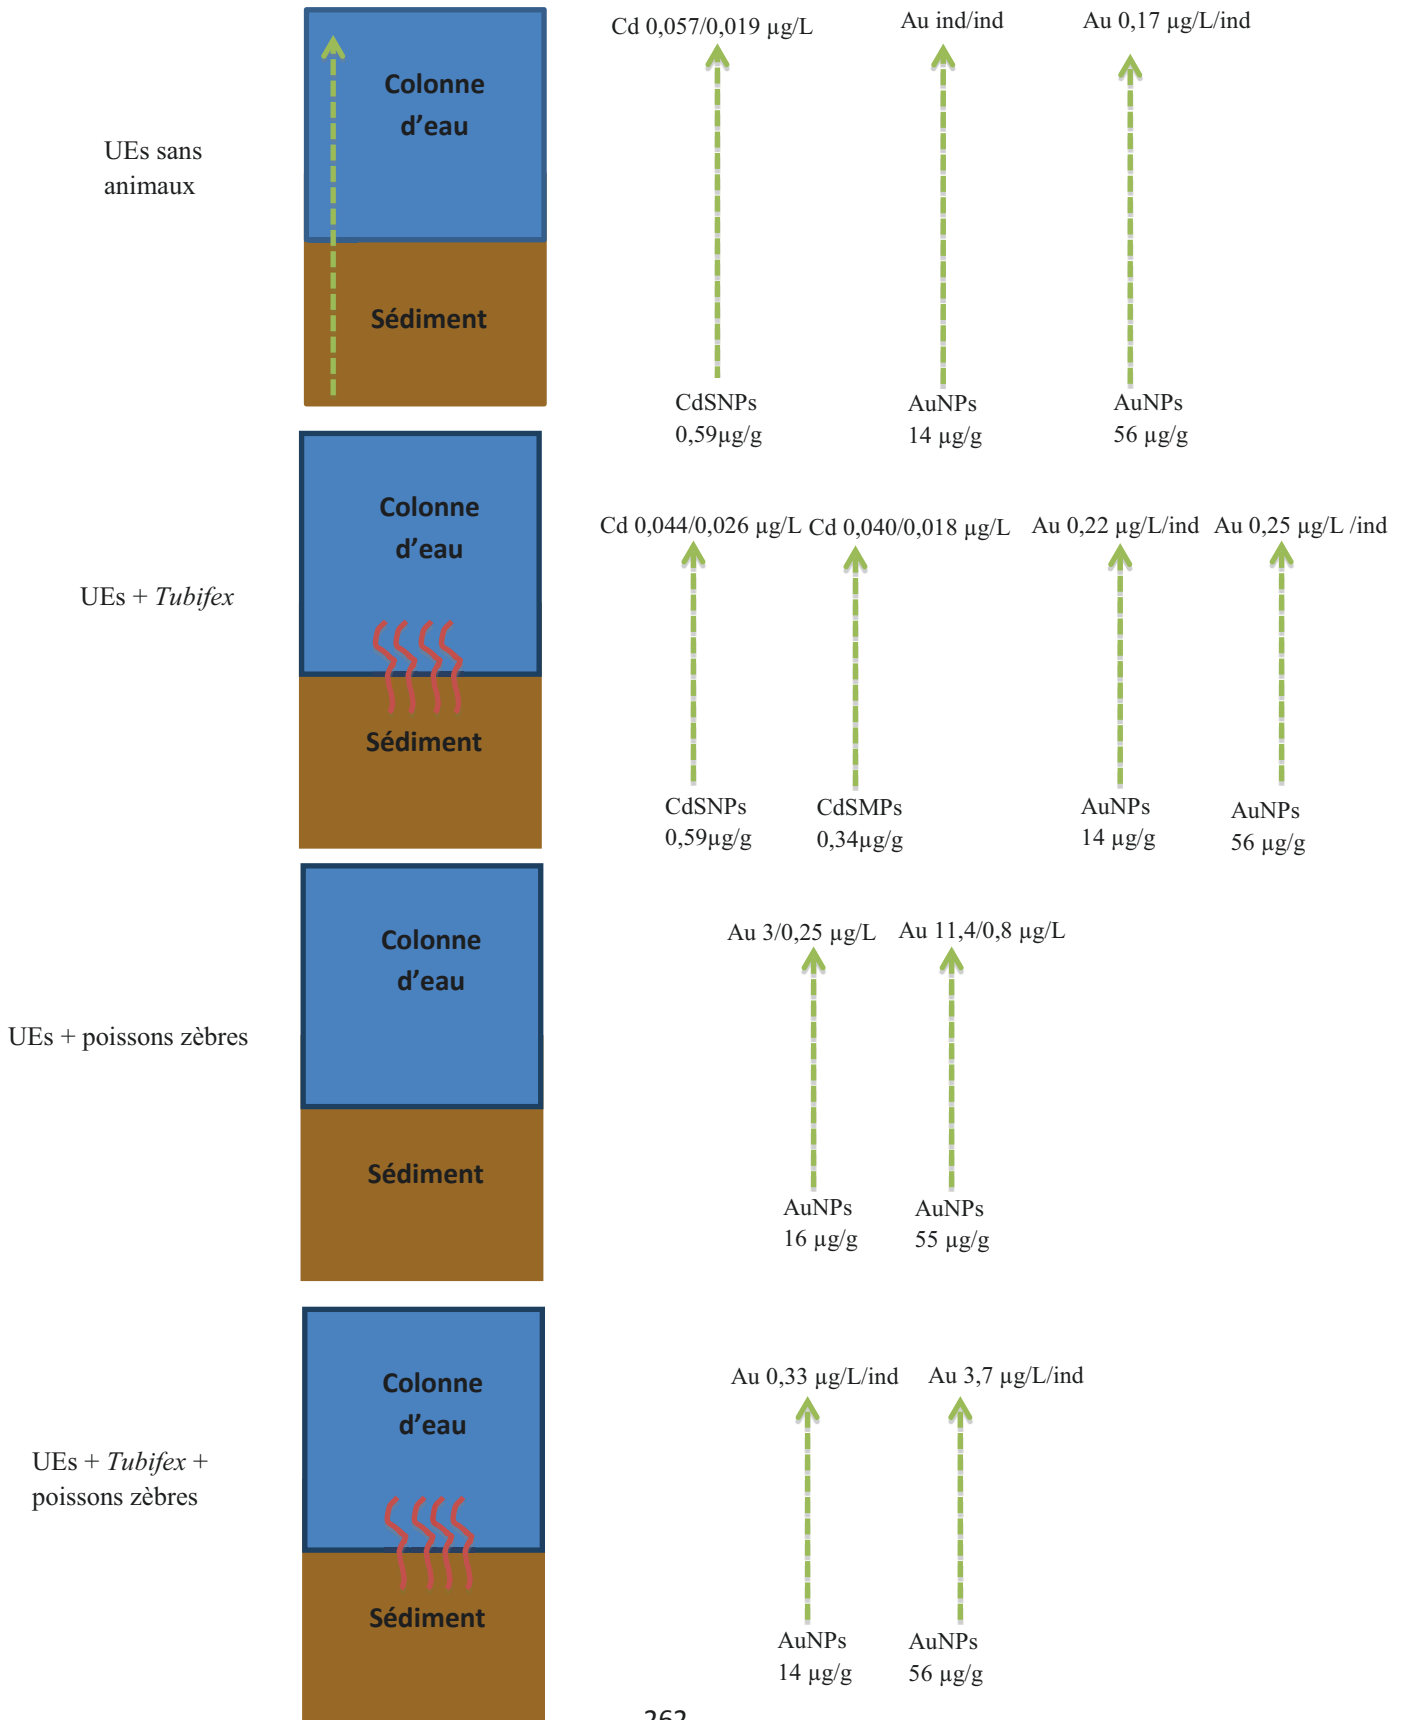 Cd 0,057/0,019 µg/L
Au ind/ind
Au 0,17 µg/L/ind
Colonne
d’eau
UEs sans
animaux
Sédiment
CdSNPs
0,59µg/g
AuNPs
14 µg/g
AuNPs
56 µg/g
Cd 0,044/0,026 µg/L
Cd 0,040/0,018 µg/L
Au 0,22 µg/L/ind
Au 0,25 µg/L /ind
Colonne
d’eau
UEs + Tubifex
Sédiment
CdSNPs
0,59µg/g
CdSMPs
0,34µg/g
AuNPs
14 µg/g
AuNPs
56 µg/g
Au 3/0,25 µg/L
Au 11,4/0,8 µg/L
Colonne
d’eau
UEs + poissons zèbres
Sédiment
AuNPs
16 µg/g
AuNPs
55 µg/g
Au 0,33 µg/L/ind
Au 3,7 µg/L/ind
Colonne
d’eau
UEs + Tubifex +
poissons zèbres
Sédiment
AuNPs
14 µg/g
AuNPs
56 µg/g
262